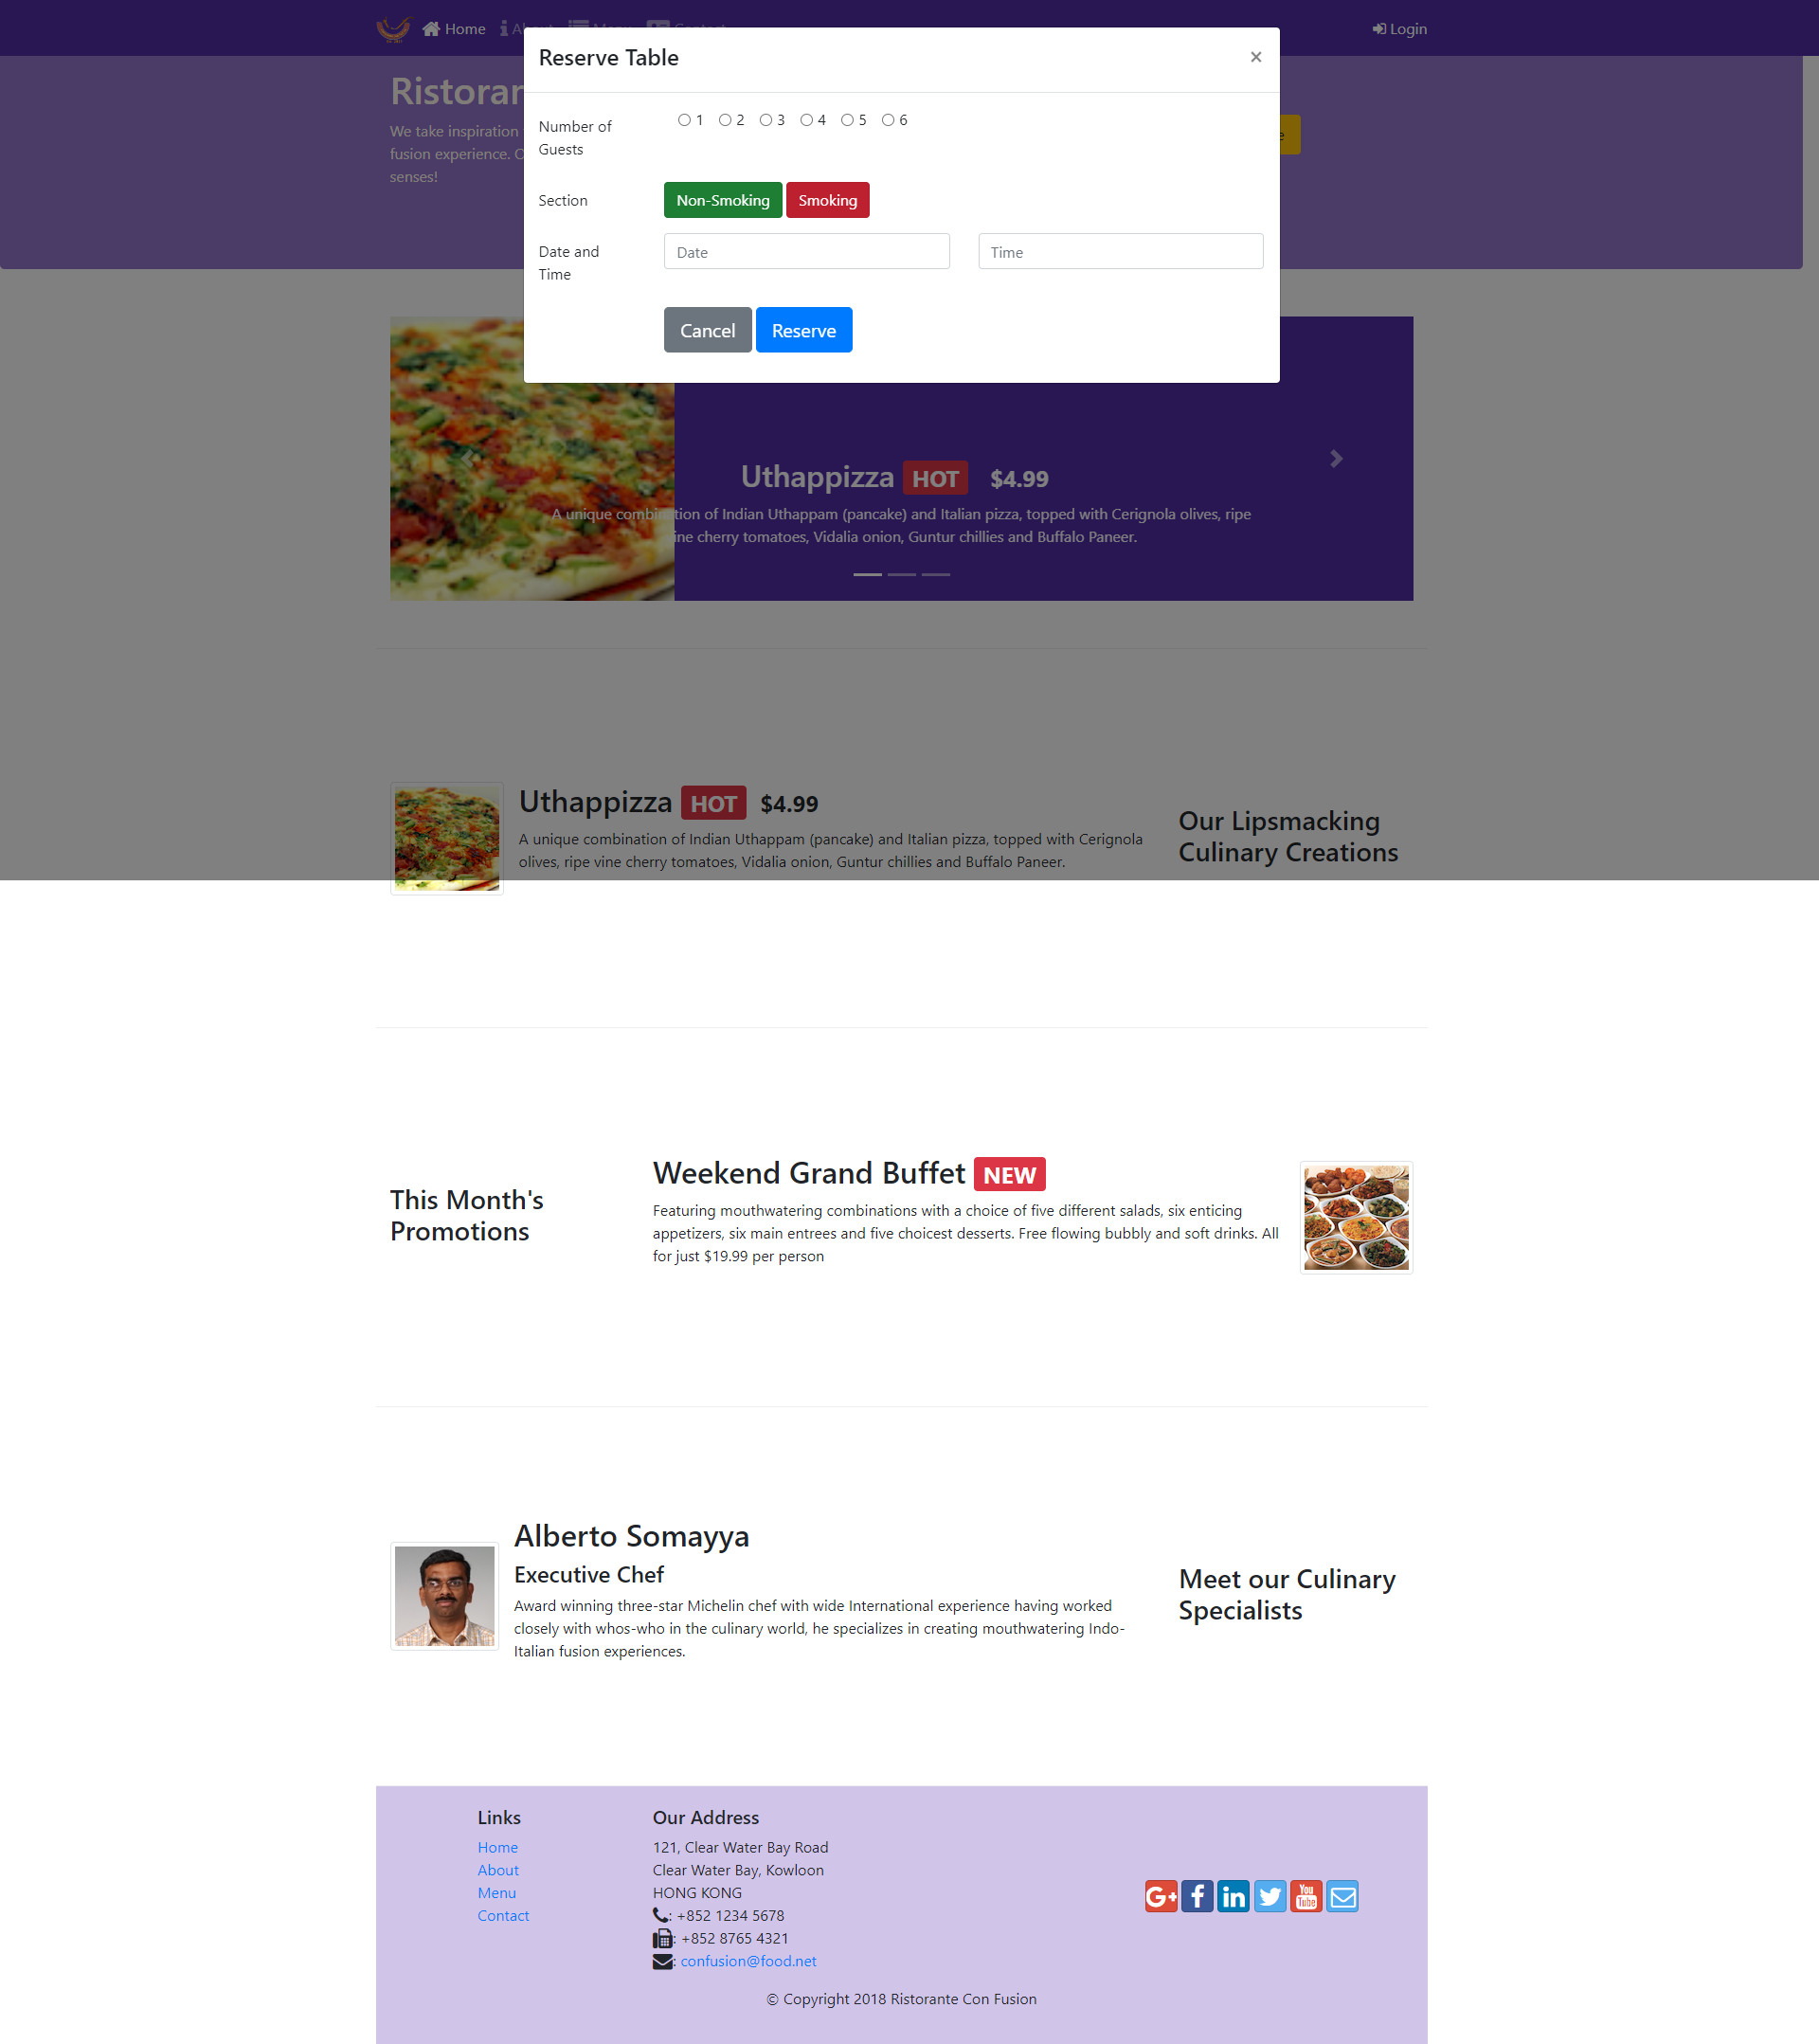 Home
Login
Reserve Table
×
Number of
Guests
1 2 3 4 5 6
Section
Non-Smoking Smoking
Date and
Time
Date
Time
Cancel Reserve
We take inspiration
fusion experience.
senses!
Uthappizza HOT $4.99
A unique combination of Indian Uthappam (pancake) and Italian pizza, topped with Cerignola olives, ripe
cherry tomatoes, Vidalia onion, Guntur chillies and Buffalo Paneer.
Uthappizza HOT $4.99
A unique combination of Indian Uthappam (pancake) and Italian pizza, topped with Cerignola
olives, ripe vine cherry tomatoes, Vidalia onion, Guntur chillies and Buffalo Paneer.
Our Lipsmacking
Culinary Creations
This Month's
Promotions
Weekend Grand Buffet NEW
Featuring mouthwatering combinations with a choice of five different salads, six enticing
appetizers, six main entrees and five choicest desserts. Free flowing bubbly and soft drinks. All
for just $19.99 per person
Alberto Somayya
Executive Chef
Award winning three-star Michelin chef with wide International experience having worked
closely with whos-who in the culinary world, he specializes in creating mouthwatering Indo-
Italian fusion experiences.
Meet our Culinary
Specialists
Links
Home
About
Menu
Contact
Our Address
121, Clear Water Bay Road
Clear Water Bay, Kowloon
HONG KONG
: +852 1234 5678
: +852 8765 4321
: confusion@food.net
You
Tube
© Copyright 2018 Ristorante Con Fusion